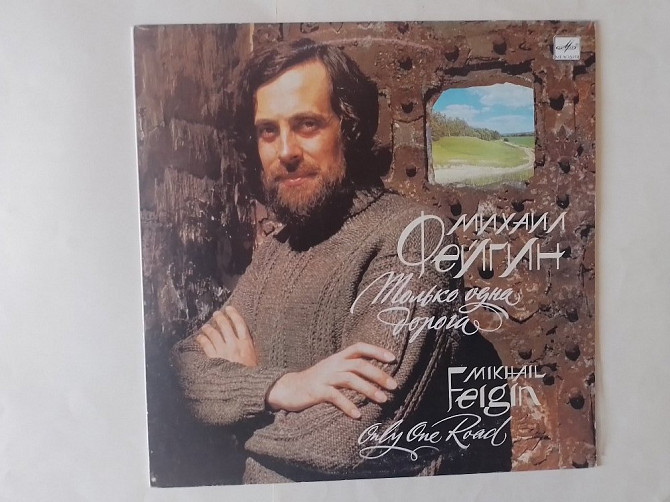 МИХАИЛ
Фейгин
Только одна
дорога
MIKHAIL
Feigin
Only One Road